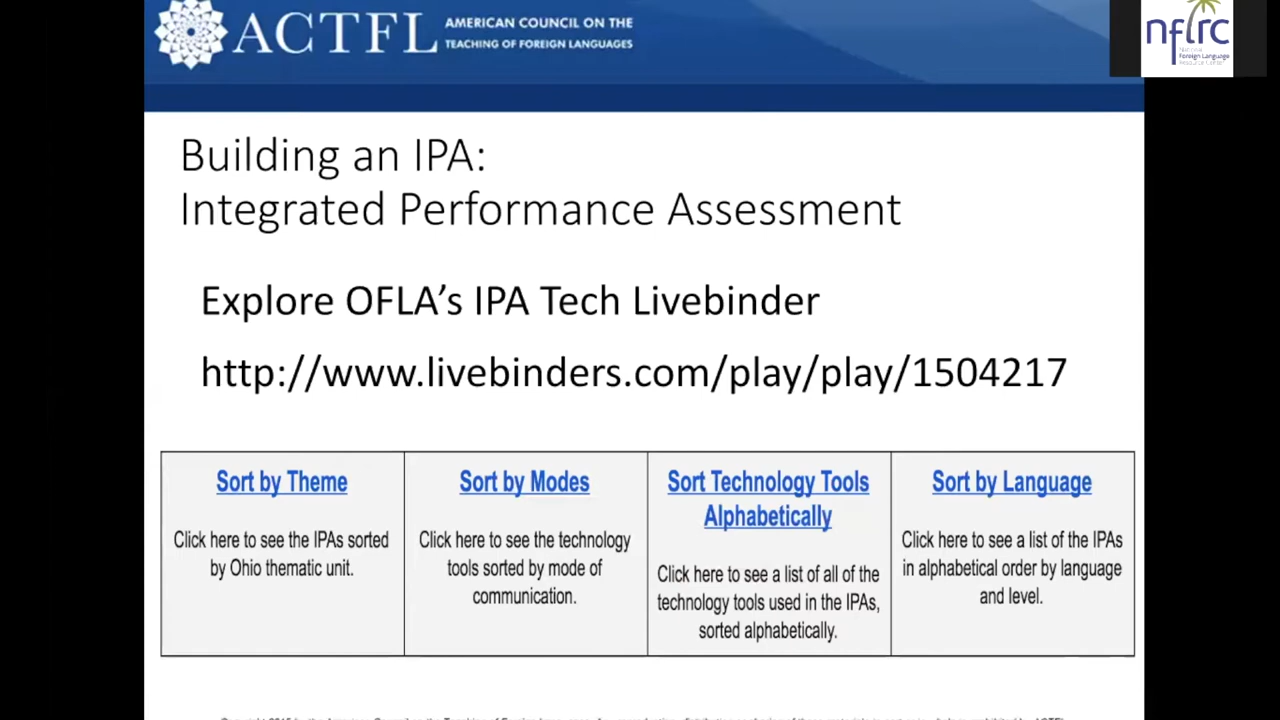 ACTFL
AMERICAN COUNCIL ON THE
TEACHING OF FOREIGN LANGUAGES
nflrc
National
Foreign Language
Resource Center
Building an IPA:
Integrated Performance Assessment
Explore OFLA's IPA Tech Livebinder
http://www.livebinders.com/play/play/1504217
Sort by Theme
Click here to see the IPAs sorted
by Ohio thematic unit.
Sort by Modes
Click here to see the technology
tools sorted by mode of
communication.
Sort Technology Tools
Alphabetically
Click here to see a list of all of the
technology tools used in the IPAs,
sorted alphabetically.
Sort by Language
Click here to see a list of the IPAs
in alphabetical order by language
and level.